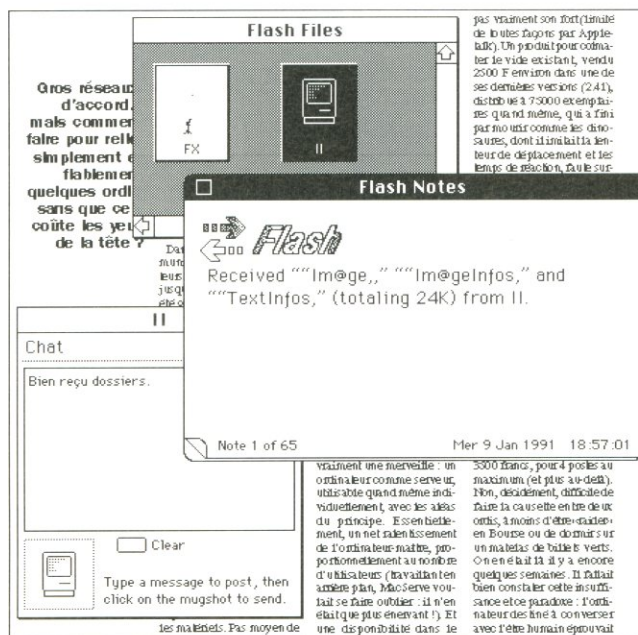 Flash Files
FX
II
Gros réseaux
d'accord,
mais commen
faire pour relie
simplement e
fiablemen
quelques ordi
sans que ce
coûte les yeu
de la tête ?
pas vraiment son fort (limité
de toutes façons par Apple-
talk). Un produit pour colma-
ter le vide existant, vendu
2500 F environ dans une de
ses dernières versions (2.41),
distribué à 75000 exemplai-
res quand même, qui a fini
par mourir comme les dino-
saures, dont il imitait la len-
teur de déplacement et les
temps de réaction, faute sur-
Flash Notes
Flash
Received ““Im@ge,,” ““Im@geInfos,” and
““TextInfos,” (totaling 24K) from II.
Note 1 of 65
Mer 9 Jan 1991 18:57:01
Da
mun
leurs
jusqu
été o
II
Chat
Bien reçu dossiers.
Clear
Type a message to post, then
click on the mugshot to send.
les matériels. Pas moyen de
vraiment une merveille : un
ordinateur comme serveur,
utilisable quand même indi-
viduellement, avec les aléas
du principe. Essentielle-
ment, un net ralentissement
de l'ordinateur-maître, pro-
portionnellement au nombre
d'utilisateurs (travaillant en
arrière plan, MacServe vou-
lait se faire oublier : il n'en
était que plus énervant !). Et
une disponibilité dans le
3300 francs, pour 4 postes au
maximum (et plus au-delà).
Non, décidément, difficile de
faire la causette entre deux
ordis, à moins d'être «raider»
en Bourse ou de dormir sur
un matelas de billets verts.
On en était là il y a encore
quelques semaines. Il fallait
bien constater cette insuffi-
sance et ce paradoxe : l'ordi-
nateur destiné à converser
avec l'être humain éprouvait